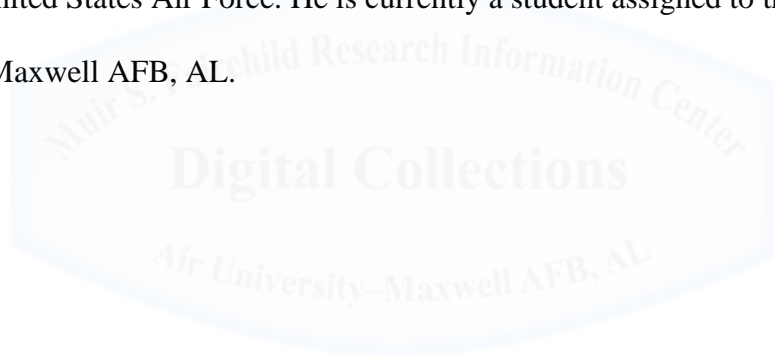 United States Air Force. He is currently a student assigned to
Maxwell AFB, AL.
Muir S. Fairchild Research Information Center
Digital Collections
Air University–Maxwell AFB, AL